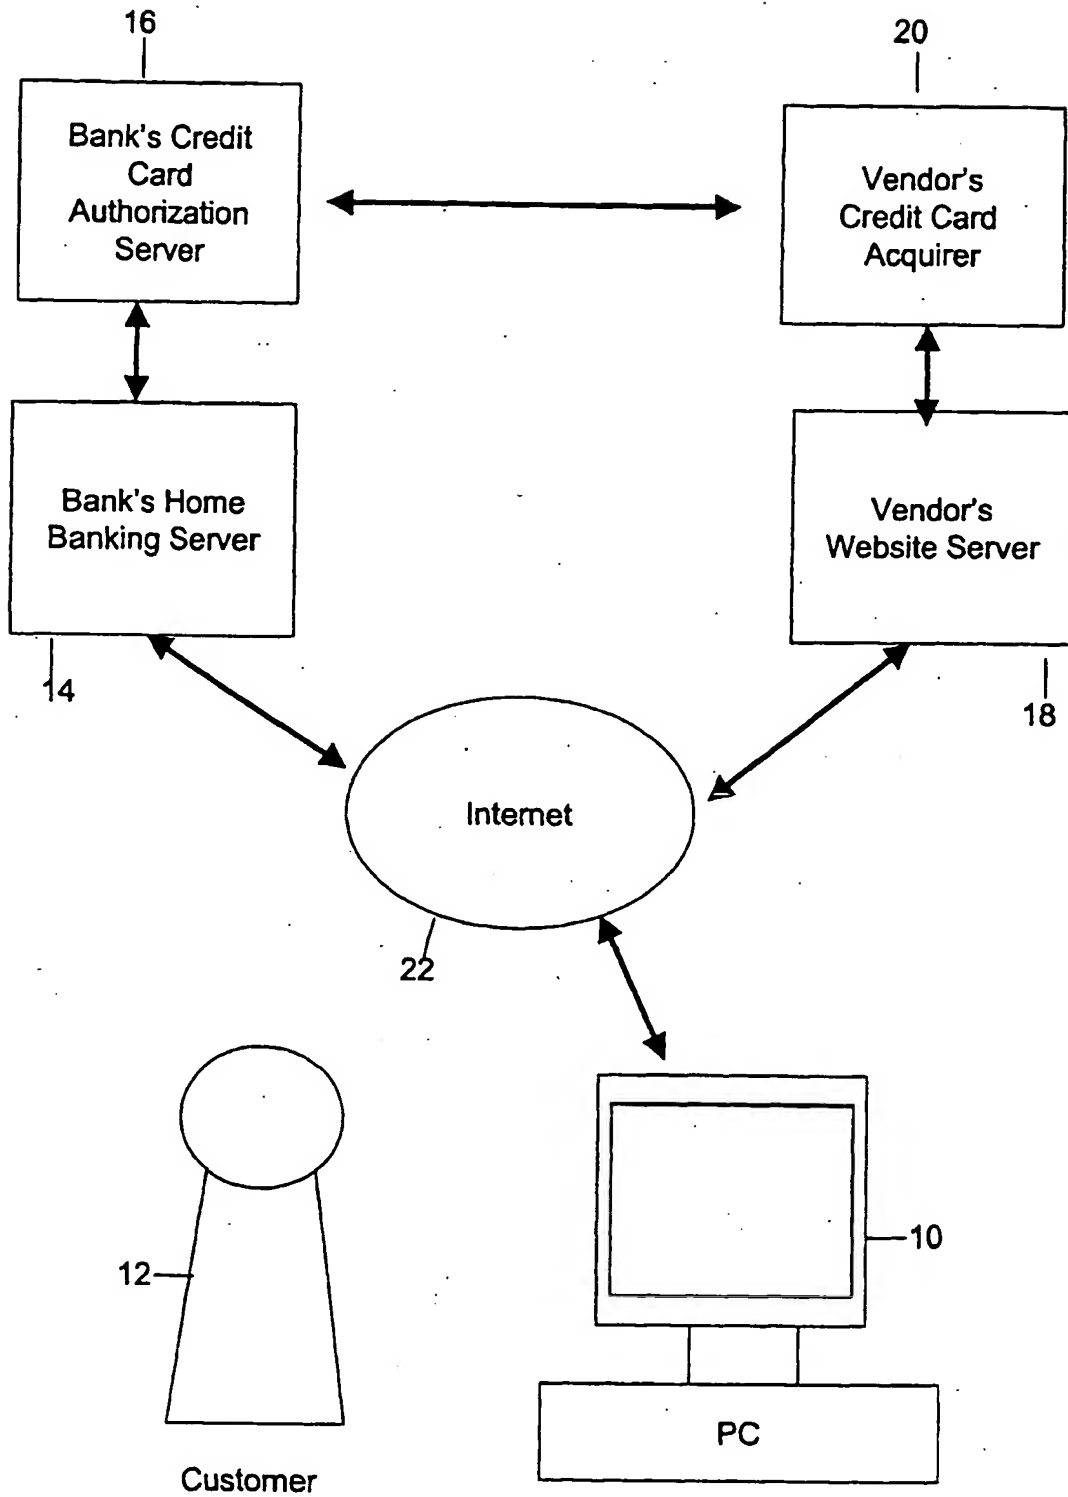 16
20
Bank's Credit
Card
Authorization
Server
Vendor's
Credit Card
Acquirer
Bank's Home
Banking Server
Vendor's
Website Server
14
18
Internet
22
12
10
PC
Customer